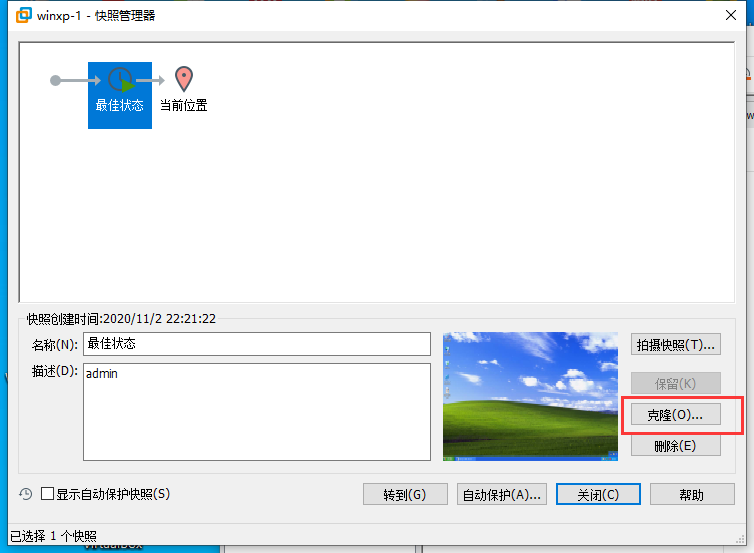 winxp-1 - 快照管理器
最佳状态
当前位置
快照创建时间:2020/11/2 22:21:22
名称(N):
最佳状态
拍摄快照(T)...
描述(D):
admin
保留(K)
克隆(O)...
删除(E)
显示自动保护快照(S)
转到(G)
自动保护(A)...
关闭(C)
帮助
已选择 1 个快照
VirtualBox